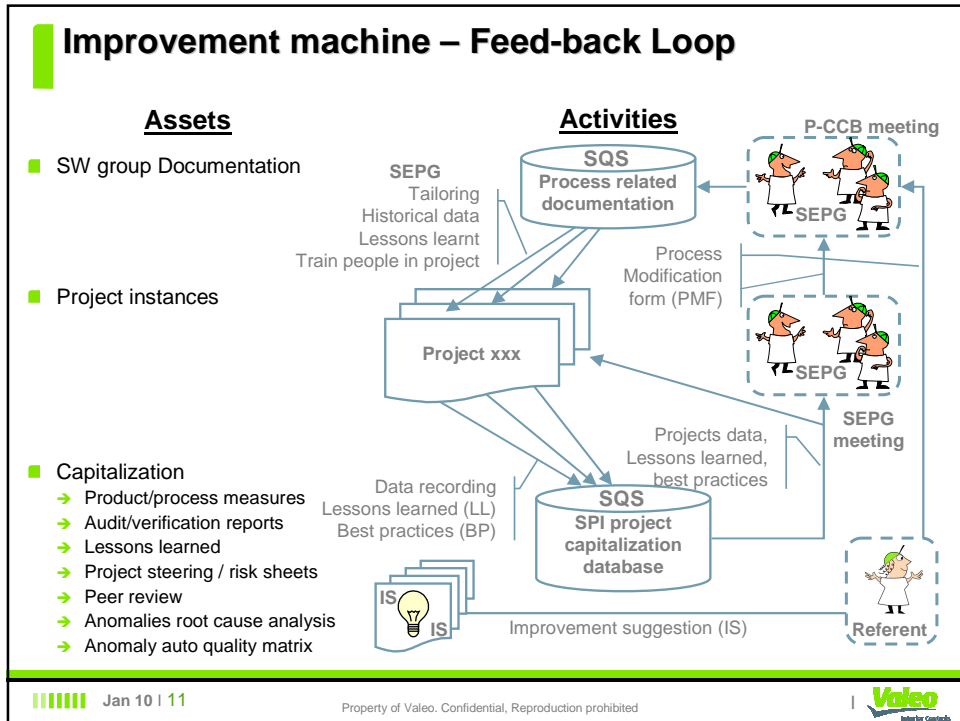 Improvement machine – Feed-back Loop
Assets
SW group Documentation
Project instances
Capitalization
Product/process measures
Audit/verification reports
Lessons learned
Project steering / risk sheets
Peer review
Anomalies root cause analysis
Anomaly auto quality matrix
Activities
SEPG
Tailoring
Historical data
Lessons learnt
Train people in project
SQS
Process related
documentation
P-CCB meeting
SEPG
Process
Modification
form (PMF)
Project xxx
SEPG
SEPG
meeting
Projects data,
Lessons learned,
best practices
Data recording
Lessons learned (LL)
Best practices (BP)
SQS
SPI project
capitalization
database
IS
IS
Improvement suggestion (IS)
Referent
Jan 10 I 11
Property of Valeo. Confidential, Reproduction prohibited
I
Valeo
Interior Controls